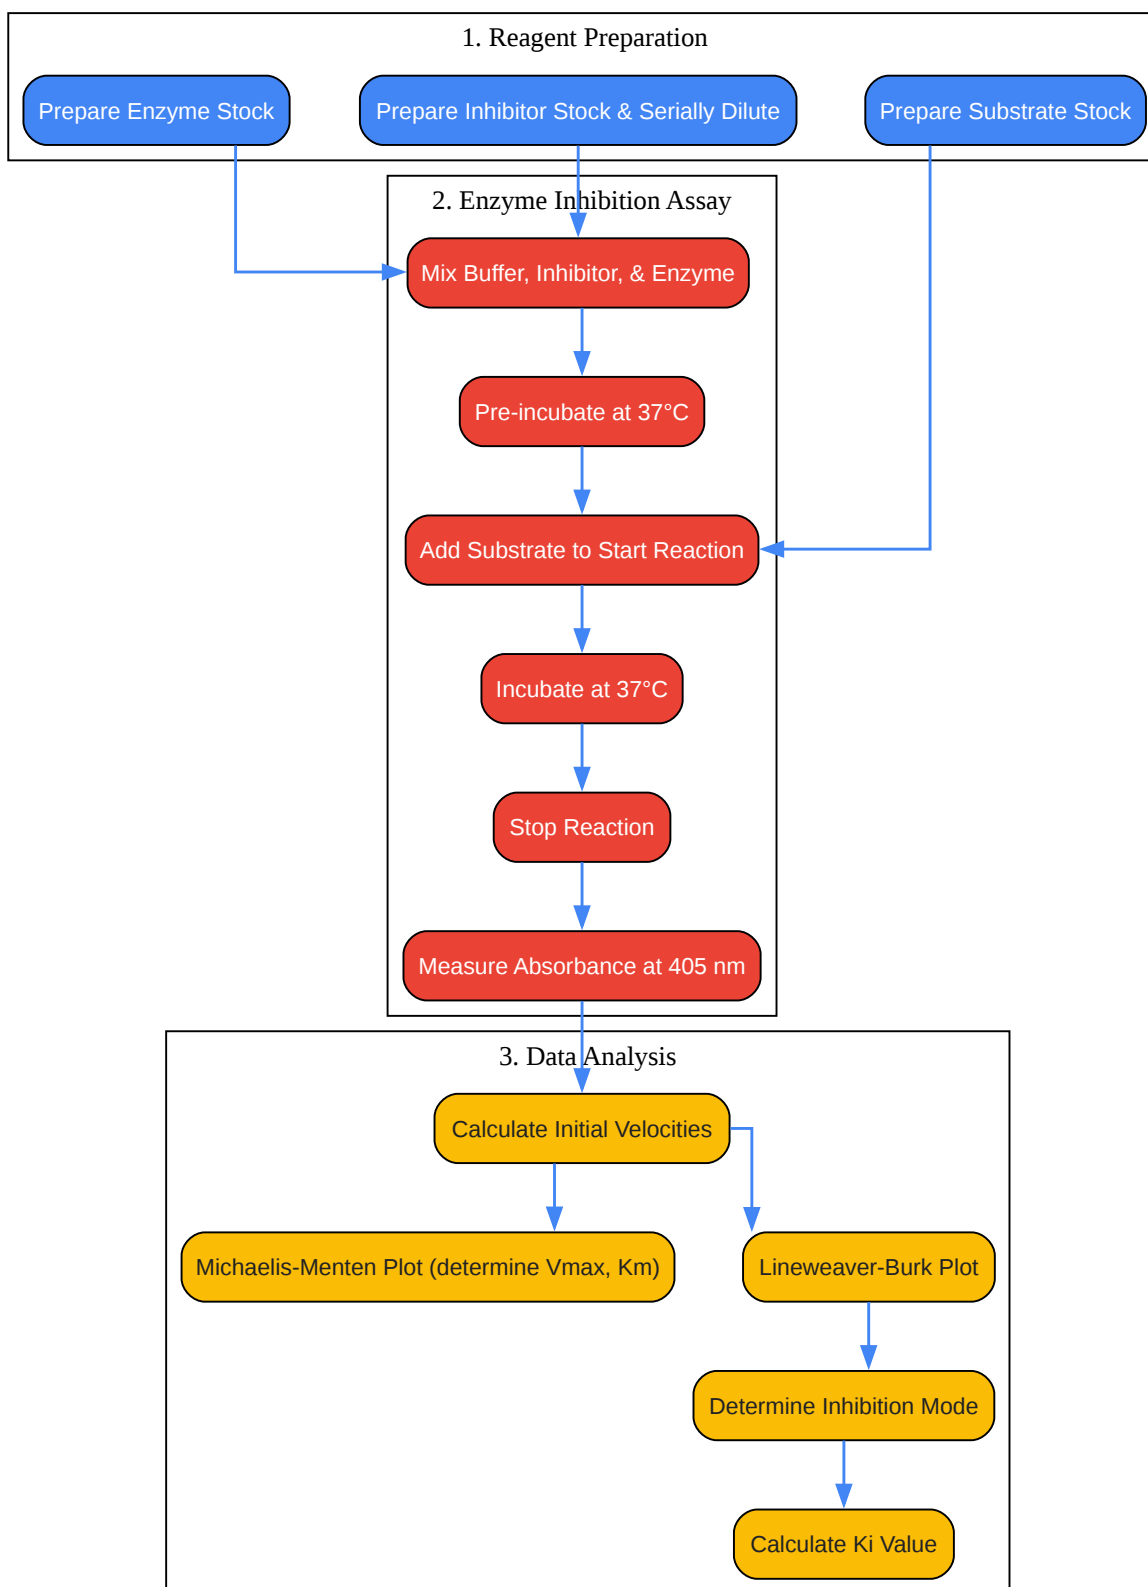 1. Reagent Preparation
Prepare Enzyme Stock
Prepare Inhibitor Stock & Serially Dilute
Prepare Substrate Stock
2. Enzyme Inhibition Assay
Mix Buffer, Inhibitor, & Enzyme
Pre-incubate at 37°C
Add Substrate to Start Reaction
Incubate at 37°C
Stop Reaction
Measure Absorbance at 405 nm
3. Data Analysis
Calculate Initial Velocities
Michaelis-Menten Plot (determine Vmax, Km)
Lineweaver-Burk Plot
Determine Inhibition Mode
Calculate Ki Value